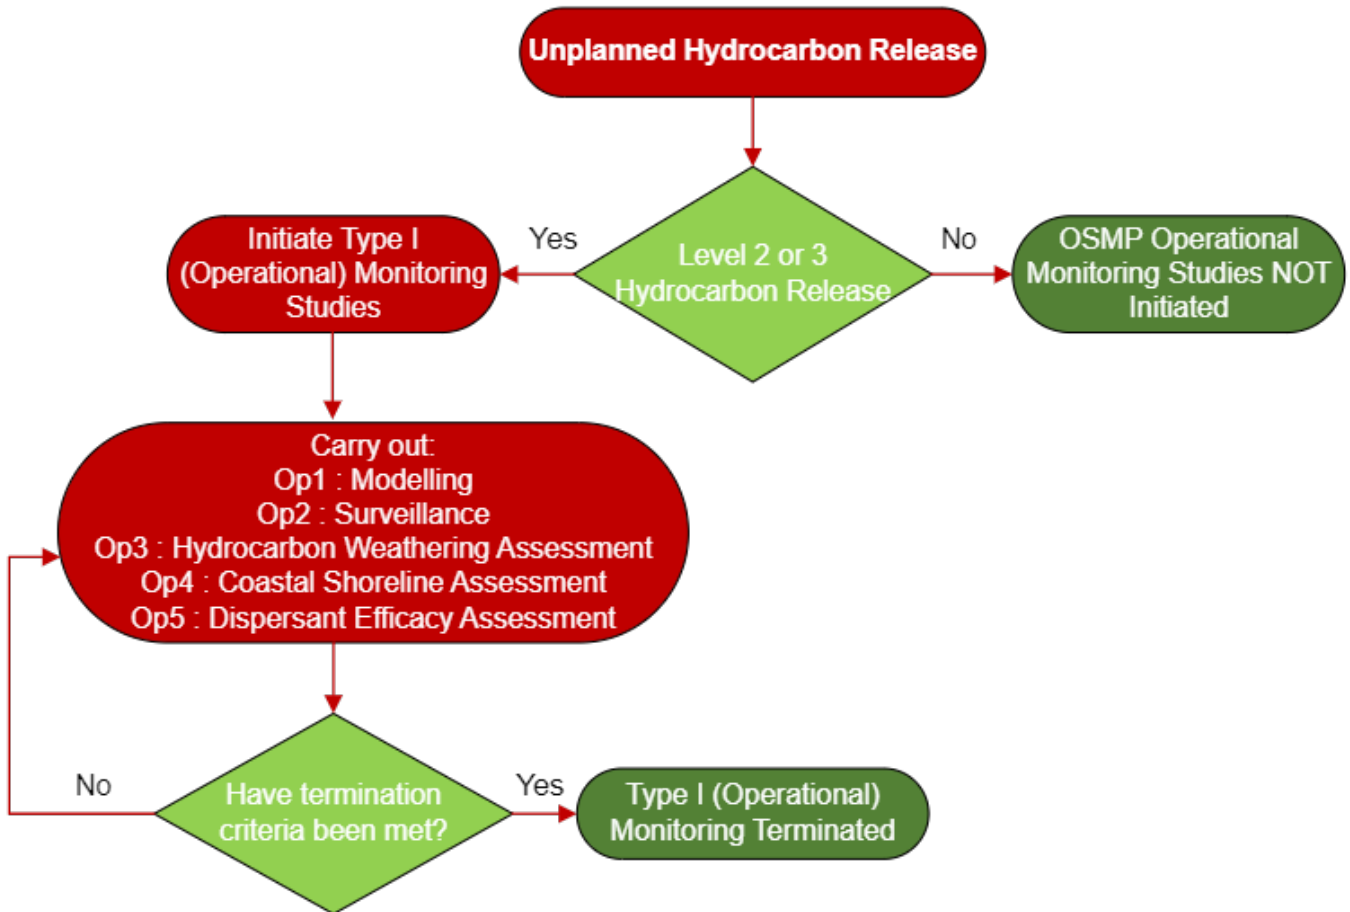 Unplanned Hydrocarbon Release
Level 2 or 3
Hydrocarbon Release
Yes
No
Initiate Type I
(Operational) Monitoring
Studies
OSMP Operational
Monitoring Studies NOT
Initiated
Carry out:
Op1 : Modelling
Op2 : Surveillance
Op3 : Hydrocarbon Weathering Assessment
Op4 : Coastal Shoreline Assessment
Op5 : Dispersant Efficacy Assessment
Have termination
criteria been met?
No
Yes
Type I (Operational)
Monitoring Terminated